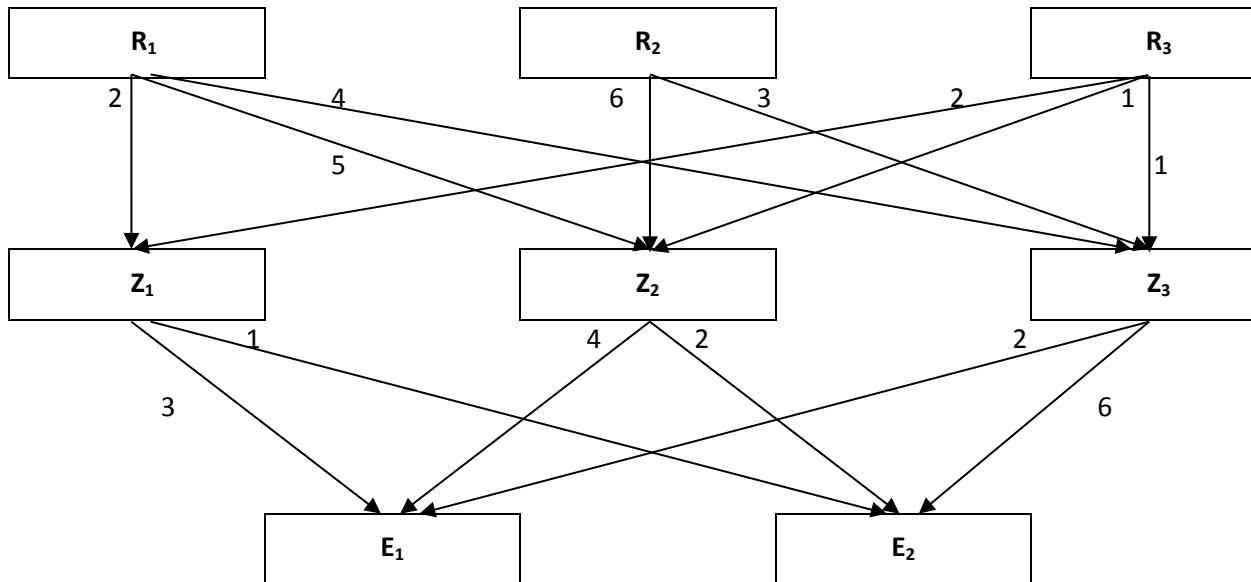 R₁ R₂ R₃
2 4 6 3 2 1
5 1
Z₁ Z₂ Z₃
1 4 2 2
3 6
E₁ E₂